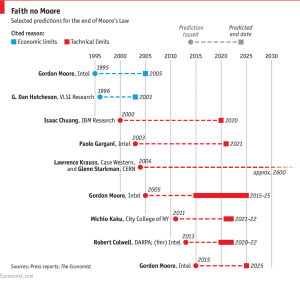 Faith no Moore
Selected predictions for the end of Moore's Law
Cited reason:
Economic limits
Technical limits
Prediction issued
Predicted end date
1995 2000 2005 2010 2015 2020 2025 2030
1995
Gordon Moore, Intel
2005
1996
G. Dan Hutcheson, VLSI Research
2003
2000
Isaac Chuang, IBM Research
2020
2003
Paolo Gargini, Intel
2021
2004
Lawrence Krauss, Case Western,
and Glenn Starkman, CERN
approx. 2600
2005
Gordon Moore, Intel
2015-25
2011
Michio Kaku, City College of NY
2021-22
2013
Robert Colwell, DARPA; (fmr) Intel
2020-22
2015
Gordon Moore, Intel
2025
Sources: Press reports; The Economist
Economist.com